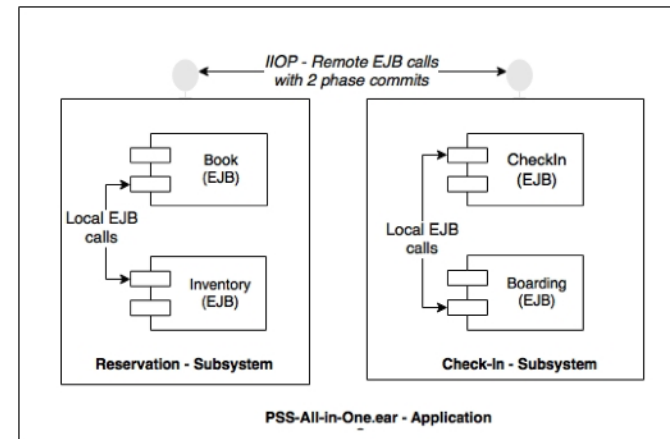 IIOP - Remote EJB calls
with 2 phase commits
Book
(EJB)
Local EJB
calls
Inventory
(EJB)
Reservation - Subsystem
CheckIn
(EJB)
Local EJB
calls
Boarding
(EJB)
Check-In - Subsystem
PSS-All-in-One.ear - Application